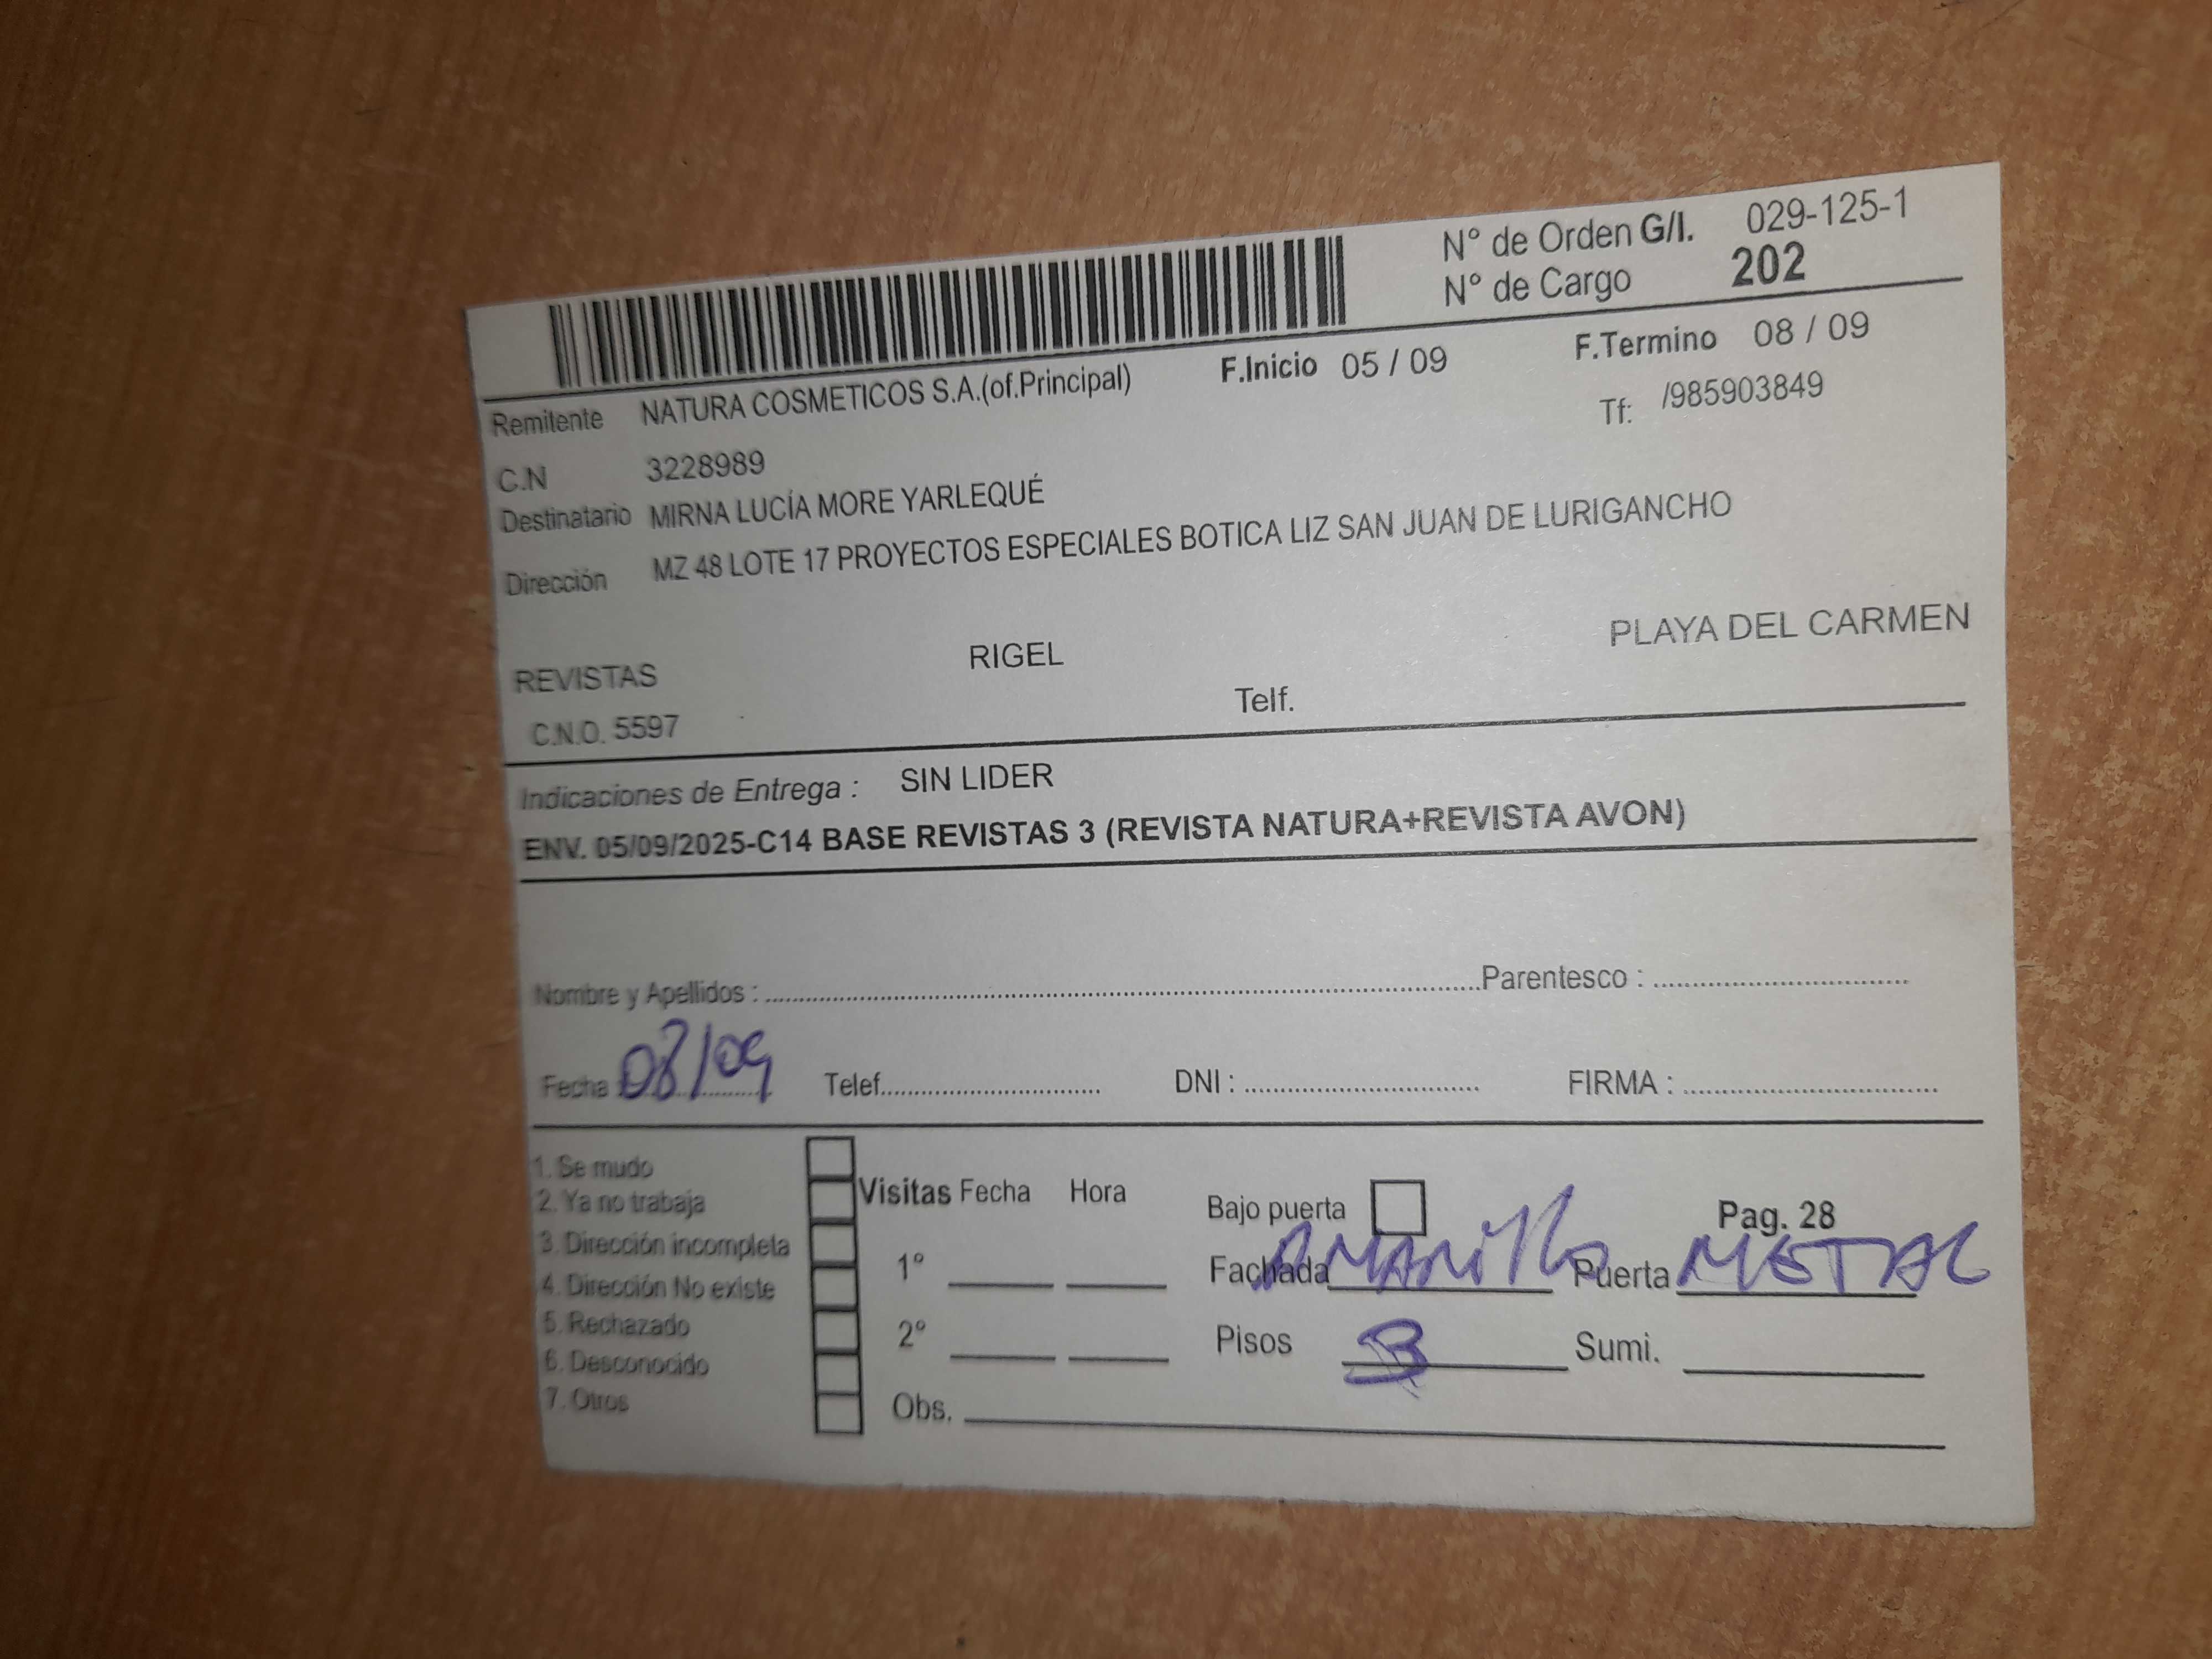 N° de Orden G/I. 029-125-1
N° de Cargo 202
F.Inicio 05 / 09 F.Termino 08 / 09
Remitente NATURA COSMETICOS S.A.(of.Principal) Tf: /985903849
C.N 3228989
Destinatario MIRNA LUCÍA MORE YARLEQUÉ
Dirección MZ 48 LOTE 17 PROYECTOS ESPECIALES BOTICA LIZ SAN JUAN DE LURIGANCHO
REVISTAS RIGEL PLAYA DEL CARMEN
C.N.O. 5597 Telf.
Indicaciones de Entrega : SIN LIDER
ENV. 05/09/2025-C14 BASE REVISTAS 3 (REVISTA NATURA+REVISTA AVON)
Nombre y Apellidos : Parentesco :
Fecha : 08/09 Telef. DNI : FIRMA :
1. Se mudo
2. Ya no trabaja
3. Dirección incompleta
4. Dirección No existe
5. Rechazado
6. Desconocido
7. Otros
Visitas Fecha Hora
1°
2°
Obs.
Bajo puerta Pag. 28
Fachada AMARillo Puerta METAL
Pisos 3 Sumi.